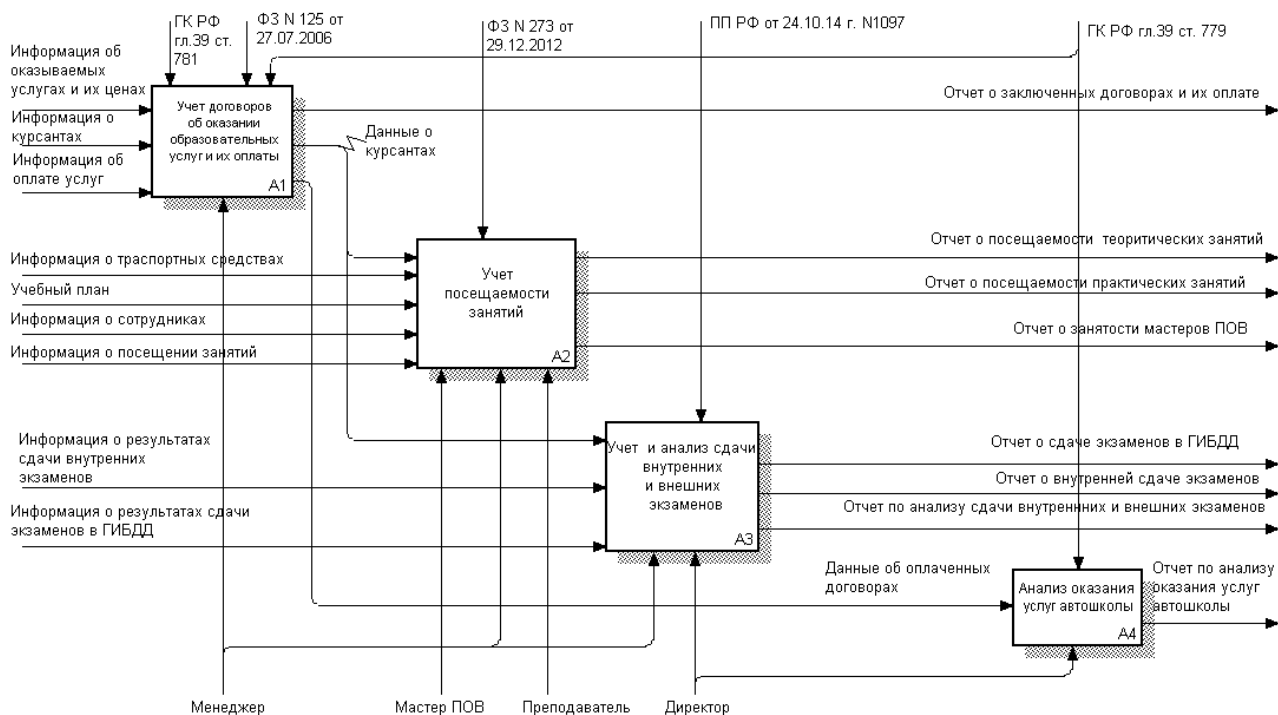 ГК РФ
гл.39 ст.
781
ФЗ N 125 от
27.07.2006
ФЗ N 273 от
29.12.2012
ПП РФ от 24.10.14 г. N1097
ГК РФ гл.39 ст. 779
Информация об
оказываемых
услугах и их ценах
Информация о
курсантах
Информация об
оплате услуг
Учет договоров
об оказании
образовательных
услуг и их оплаты
A1
Данные о
курсантах
Отчет о заключенных договорах и их оплате
Информация о траспортных средствах
Учебный план
Информация о сотрудниках
Информация о посещении занятий
Учет
посещаемости
занятий
A2
Отчет о посещаемости теоритических занятий
Отчет о посещаемости практических занятий
Отчет о занятости мастеров ПОВ
Информация о результатах
сдачи внутренних
экзаменов
Информация о результатах сдачи
экзаменов в ГИБДД
Учет и анализ сдачи
внутренних
и внешних
экзаменов
A3
Отчет о сдаче экзаменов в ГИБДД
Отчет о внутренней сдаче экзаменов
Отчет по анализу сдачи внутреннних и внешних экзаменов
Данные об оплаченных
договорах
Анализ оказания
услуг автошколы
A4
Отчет по анализу
оказания услуг
автошколы
Менеджер
Мастер ПОВ
Преподаватель
Директор